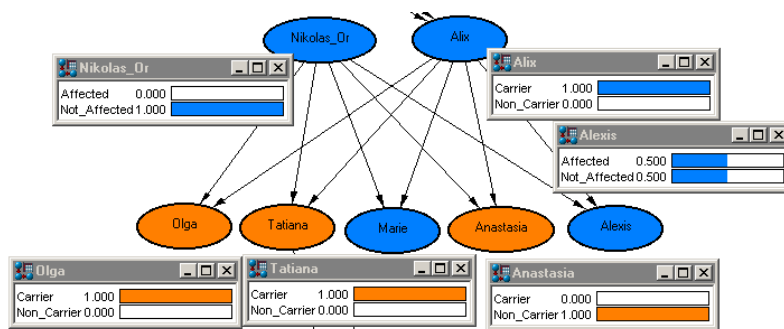 Nikolas_Or
Alix
Nikolas_Or
Affected 0.000
Not_Affected 1.000
Alix
Carrier 1.000
Non_Carrier 0.000
Alexis
Affected 0.500
Not_Affected 0.500
Olga
Tatiana
Marie
Anastasia
Alexis
Olga
Carrier 1.000
Non_Carrier 0.000
Tatiana
Carrier 1.000
Non_Carrier 0.000
Anastasia
Carrier 0.000
Non_Carrier 1.000